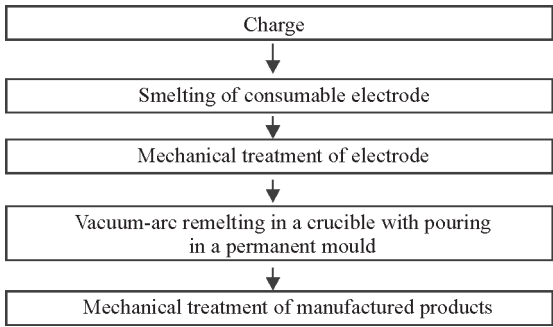 Charge
Smelting of consumable electrode
Mechanical treatment of electrode
Vacuum-arc remelting in a crucible with pouring
in a permanent mould
Mechanical treatment of manufactured products